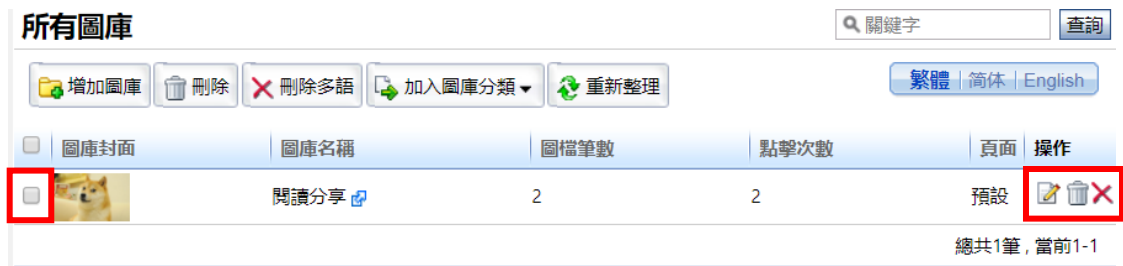 所有圖庫 關鍵字 查詢
增加圖庫 刪除 刪除多語 加入圖庫分類 重新整理 繁體 | 简体 | English
圖庫封面 圖庫名稱 圖檔筆數 點擊次數 頁面 操作
閱讀分享 2 2 預設
總共1筆 , 當前1-1